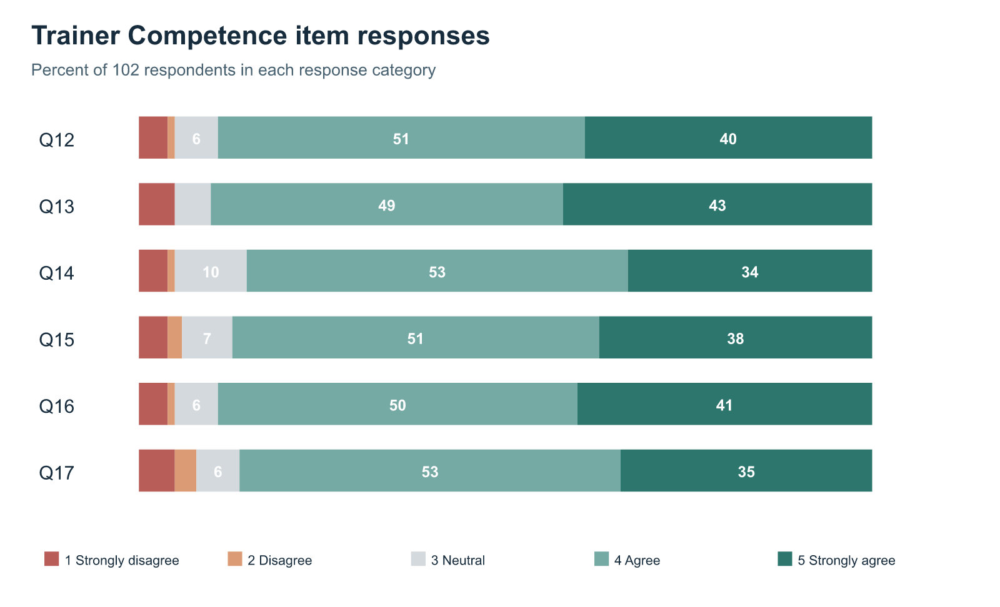 Trainer Competence item responses
Percent of 102 respondents in each response category
Q12 6 51 40
Q13 49 43
Q14 10 53 34
Q15 7 51 38
Q16 6 50 41
Q17 6 53 35
1 Strongly disagree 2 Disagree 3 Neutral 4 Agree 5 Strongly agree